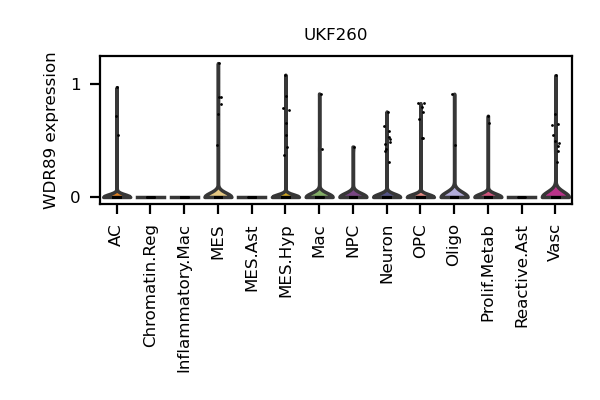 UKF260
WDR89 expression
1
0
AC
Chromatin.Reg
Inflammatory.Mac
MES
MES.Ast
MES.Hyp
Mac
NPC
Neuron
OPC
Oligo
Prolif.Metab
Reactive.Ast
Vasc